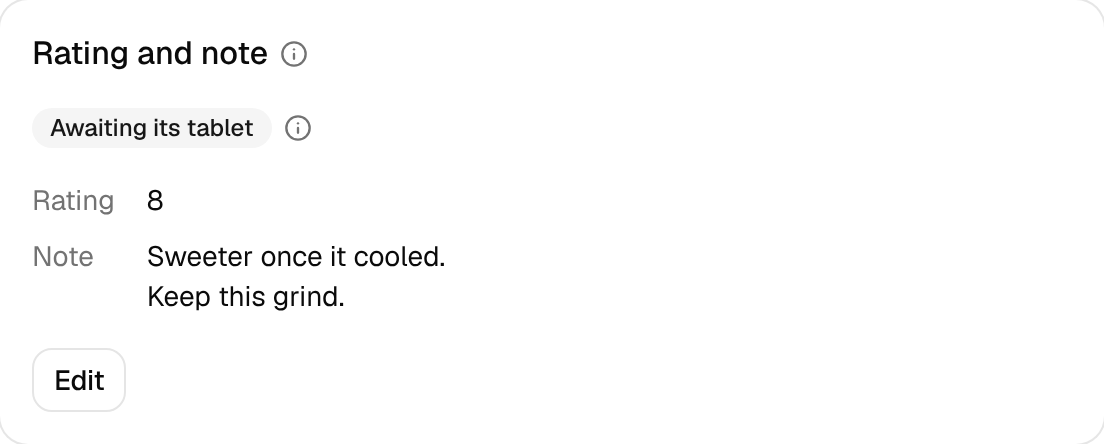 Rating and note
Awaiting its tablet
Rating 8
Note Sweeter once it cooled.
Keep this grind.
Edit